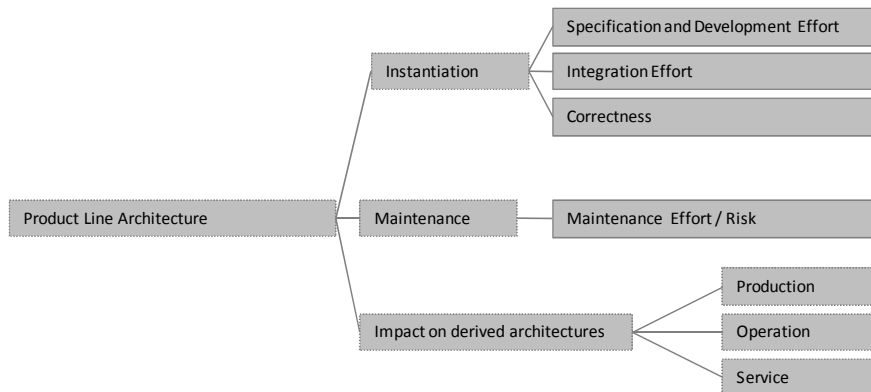 Specification and Development Effort
Instantiation
Integration Effort
Correctness
Product Line Architecture
Maintenance
Maintenance Effort / Risk
Production
Impact on derived architectures
Operation
Service